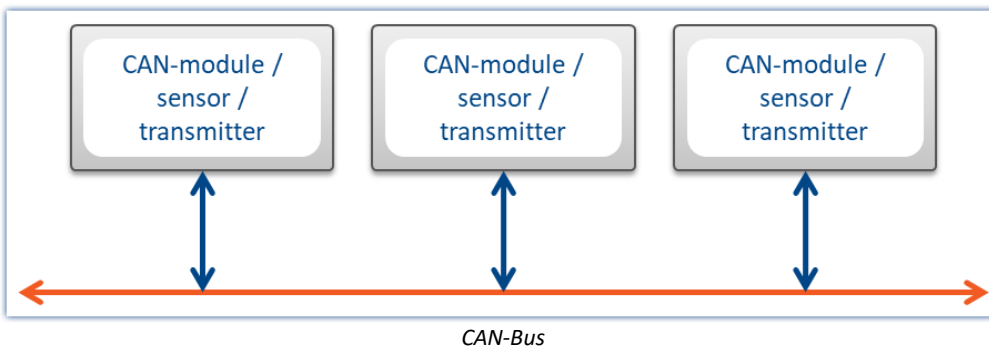 CAN-module /
sensor /
transmitter
CAN-module /
sensor /
transmitter
CAN-module /
sensor /
transmitter
CAN-Bus